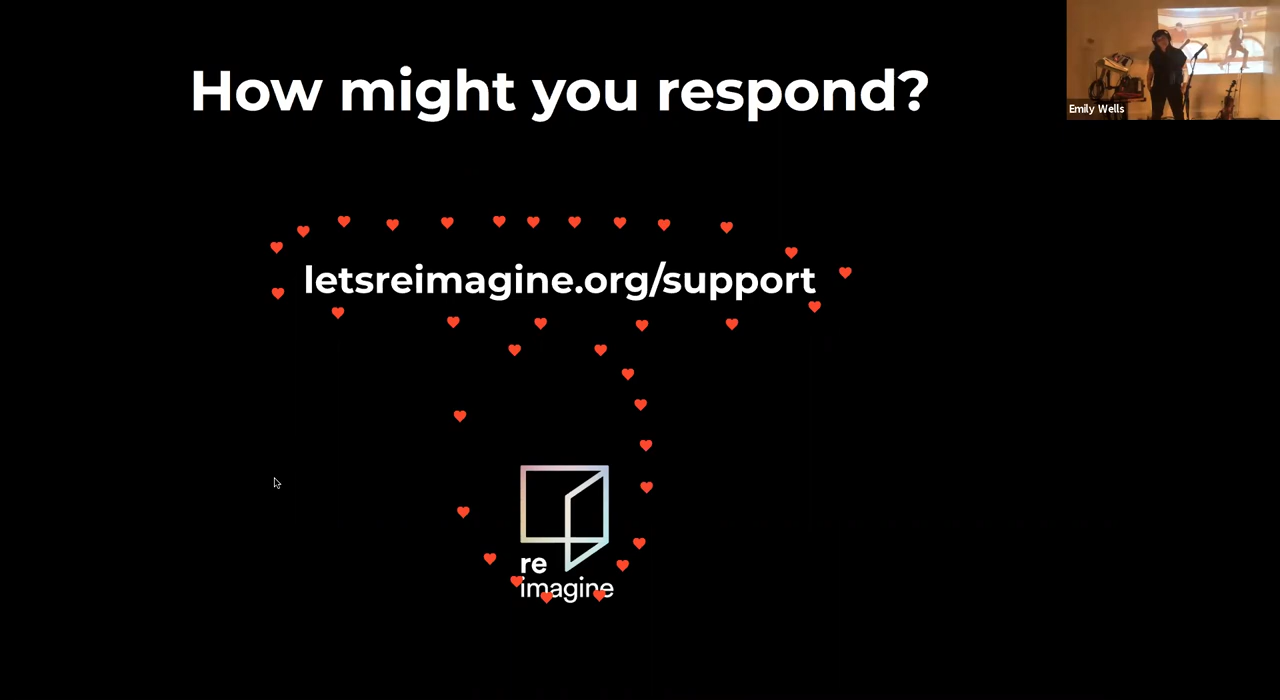 How might you respond?
Emily Wells
letsreimagine.org/support
re
imagine